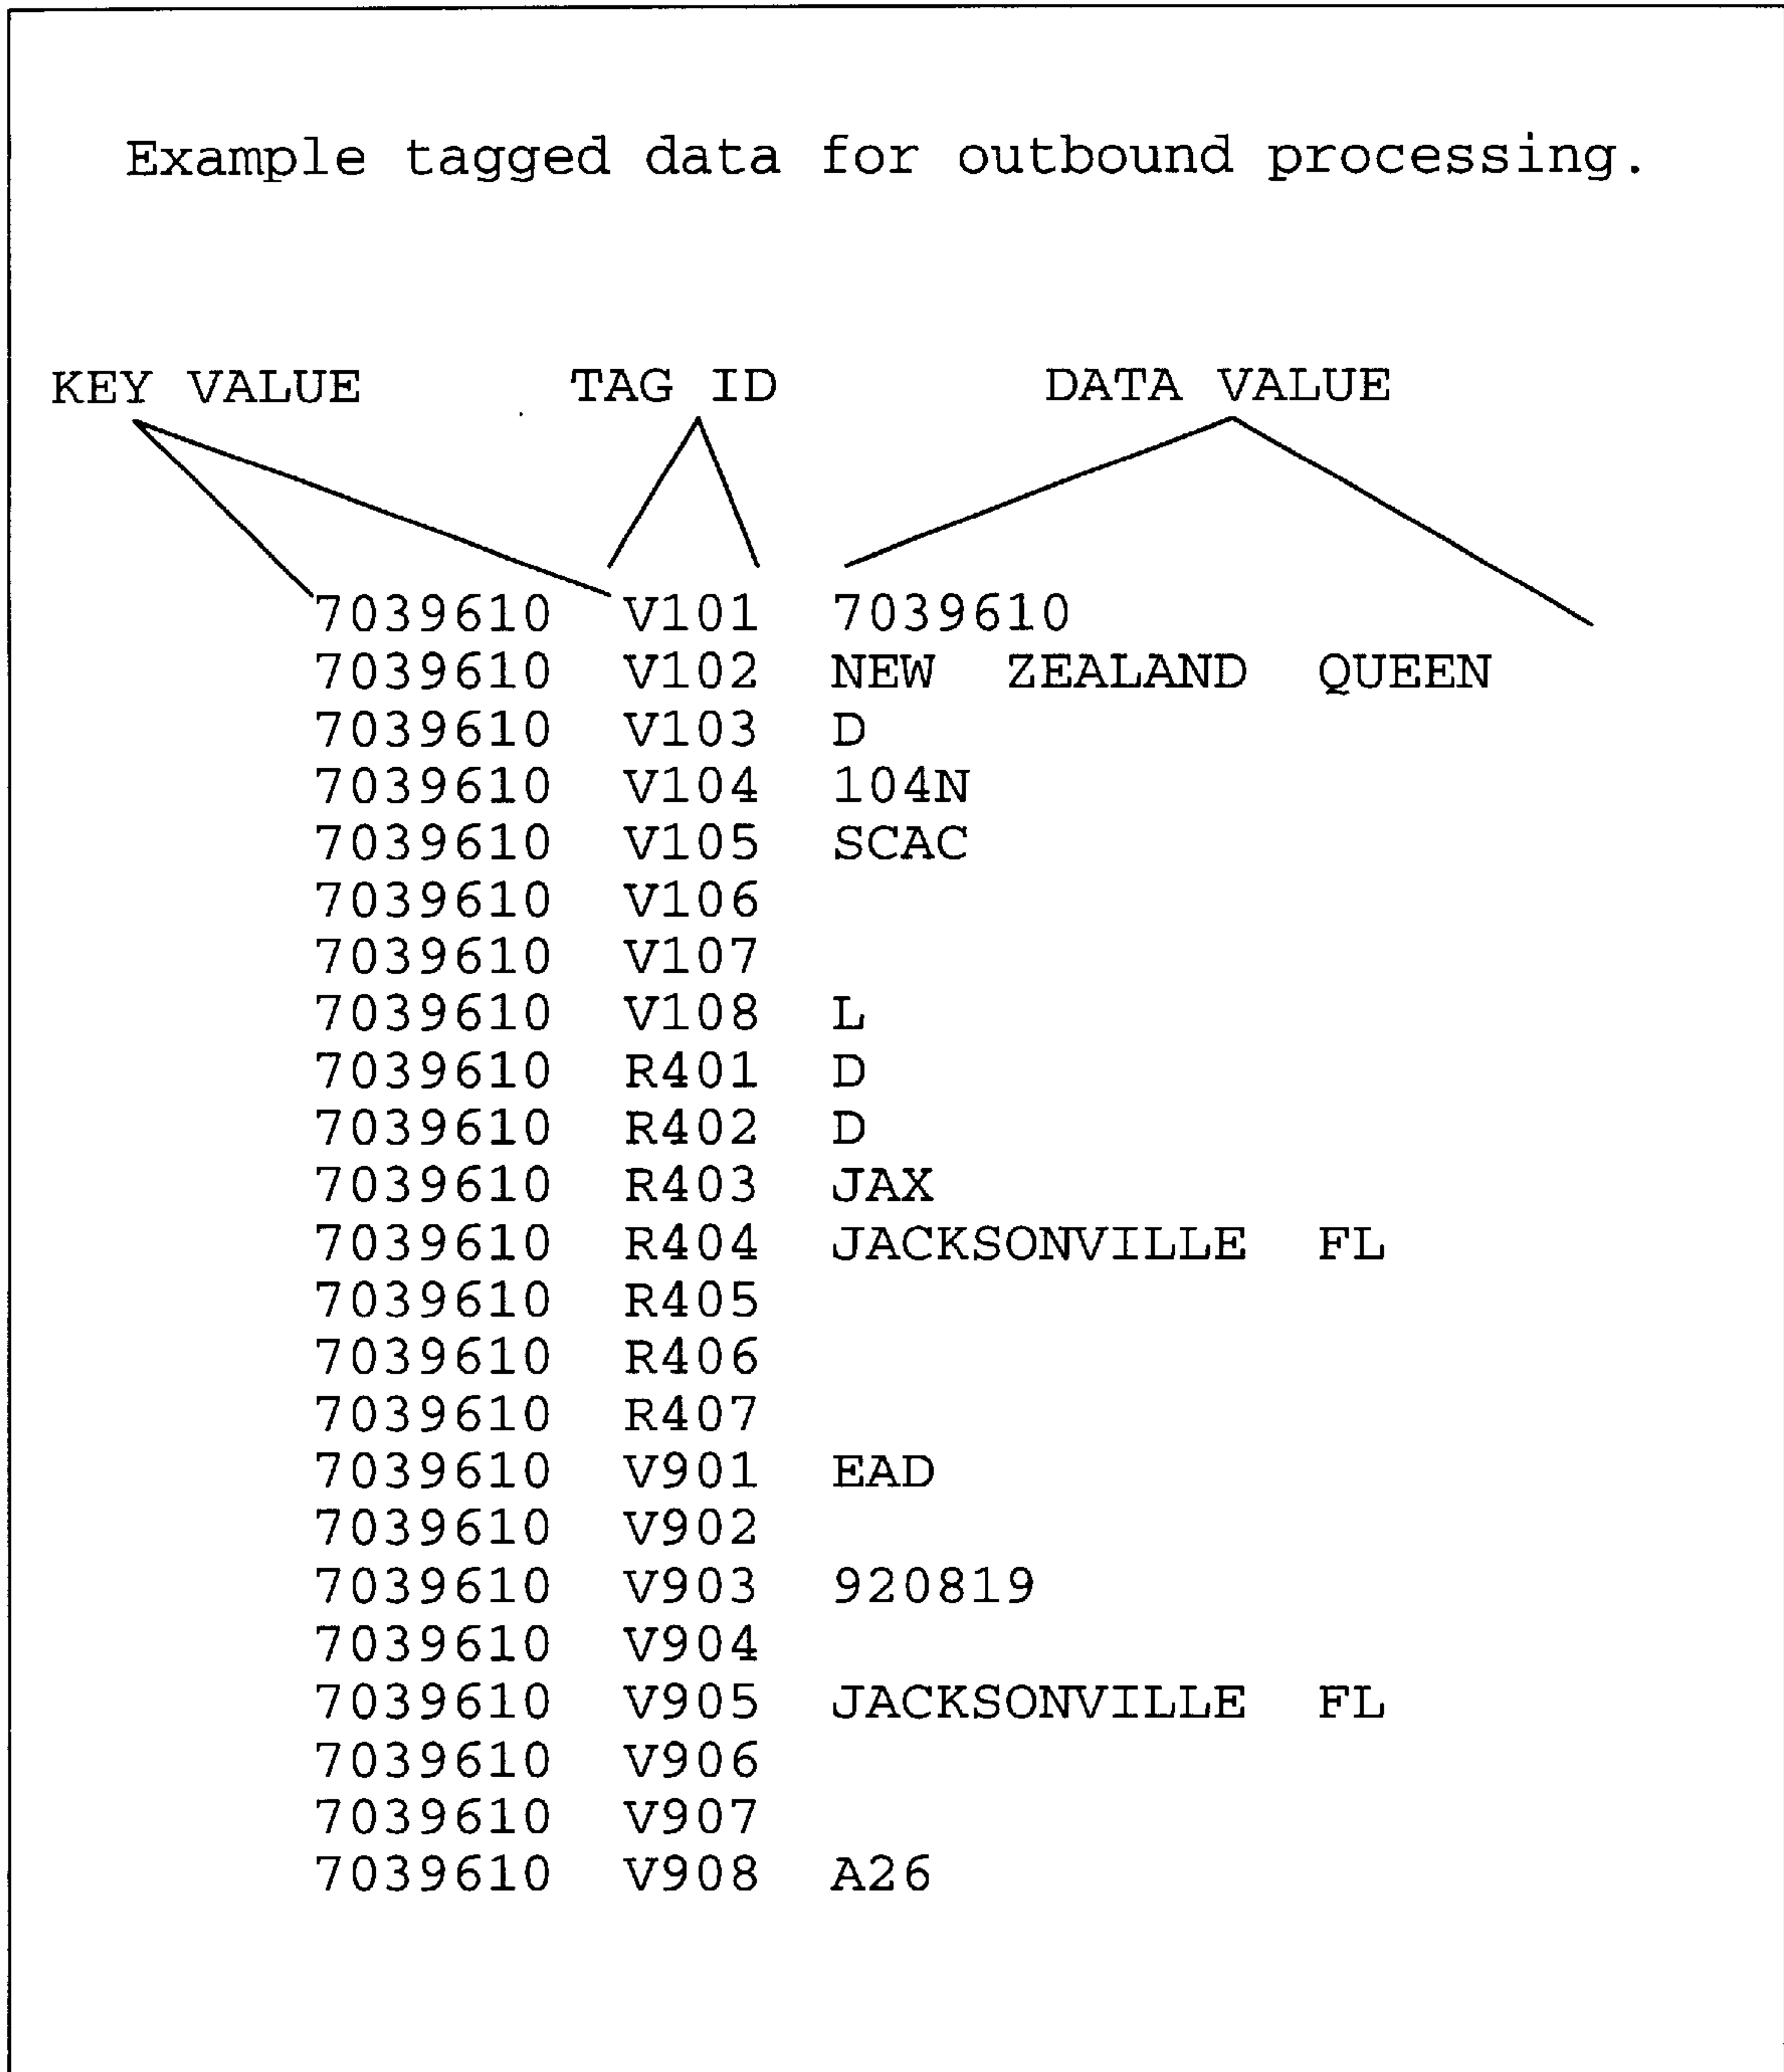 Example tagged data for outbound processing.
KEY VALUE TAG ID DATA VALUE
7039610 V101 7039610
7039610 V102 NEW ZEALAND QUEEN
7039610 V103 D
7039610 V104 104N
7039610 V105 SCAC
7039610 V106
7039610 V107
7039610 V108 L
7039610 R401 D
7039610 R402 D
7039610 R403 JAX
7039610 R404 JACKSONVILLE FL
7039610 R405
7039610 R406
7039610 R407
7039610 V901 EAD
7039610 V902
7039610 V903 920819
7039610 V904
7039610 V905 JACKSONVILLE FL
7039610 V906
7039610 V907
7039610 V908 A26